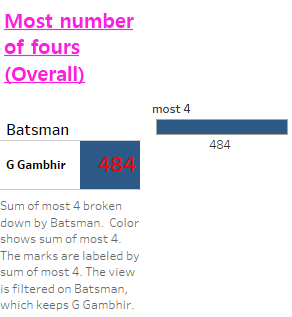 Most number
of fours
(Overall)
most 4
484
Batsman
G Gambhir 484
Sum of most 4 broken
down by Batsman. Color
shows sum of most 4.
The marks are labeled by
sum of most 4. The view
is filtered on Batsman,
which keeps G Gambhir.